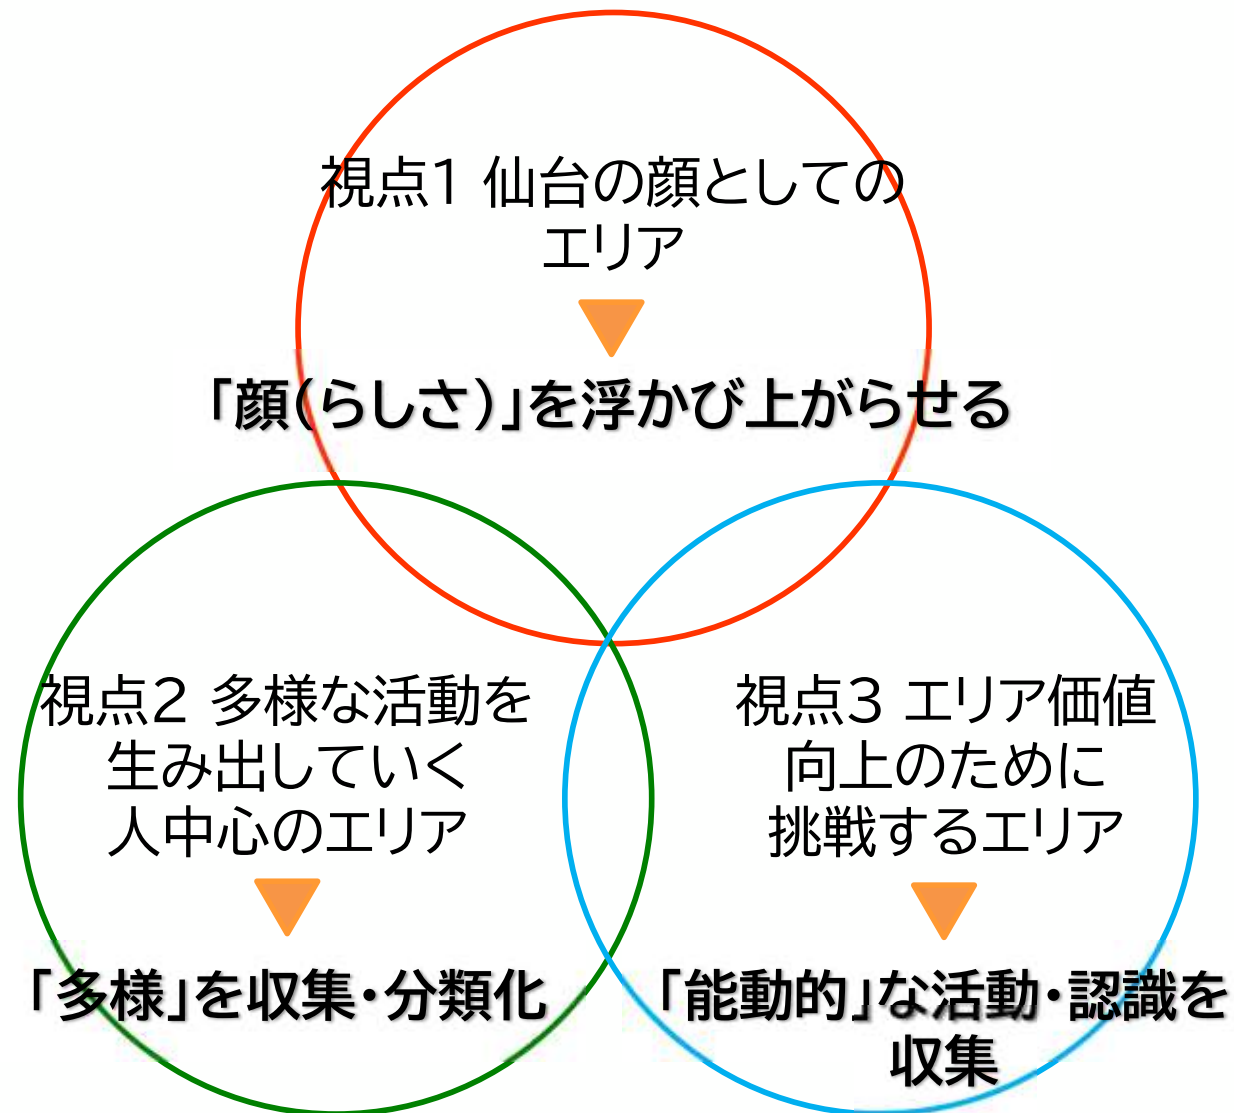 視点1 仙台の顔としての
エリア
「顔（らしさ）」を浮かび上がらせる
視点2 多様な活動を
生み出していく
人中心のエリア
「多様」を収集・分類化
視点3 エリア価値
向上のために
挑戦するエリア
「能動的」な活動・認識を
収集